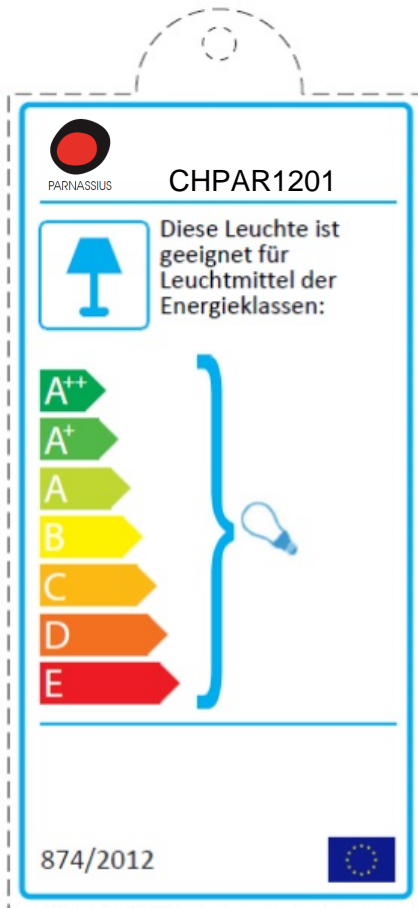 PARNASSIUS
CHPAR1201
Diese Leuchte ist
geeignet für
Leuchtmittel der
Energieklassen:
A++
A+
A
B
C
D
E
874/2012